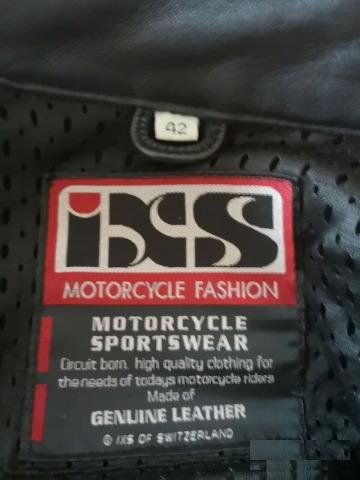 42
iXS
MOTORCYCLE FASHION
MOTORCYCLE
SPORTSWEAR
Circuit born, high quality clothing for
the needs of todays motorcycle riders
Made of
GENUINE LEATHER
© IXS OF SWITZERLAND